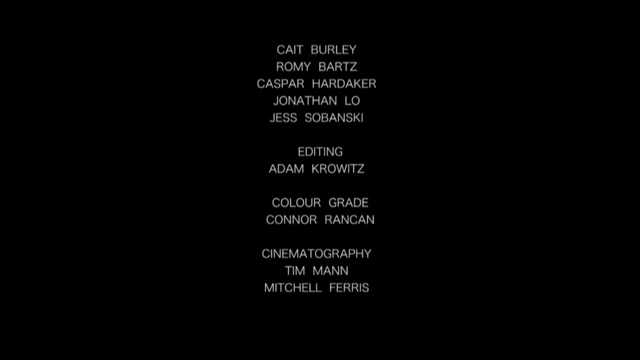 CAIT BURLEY
ROMY BARTZ
CASPAR HARDAKER
JONATHAN LO
JESS SOBANSKI
EDITING
ADAM KROWITZ
COLOUR GRADE
CONNOR RANCAN
CINEMATOGRAPHY
TIM MANN
MITCHELL FERRIS